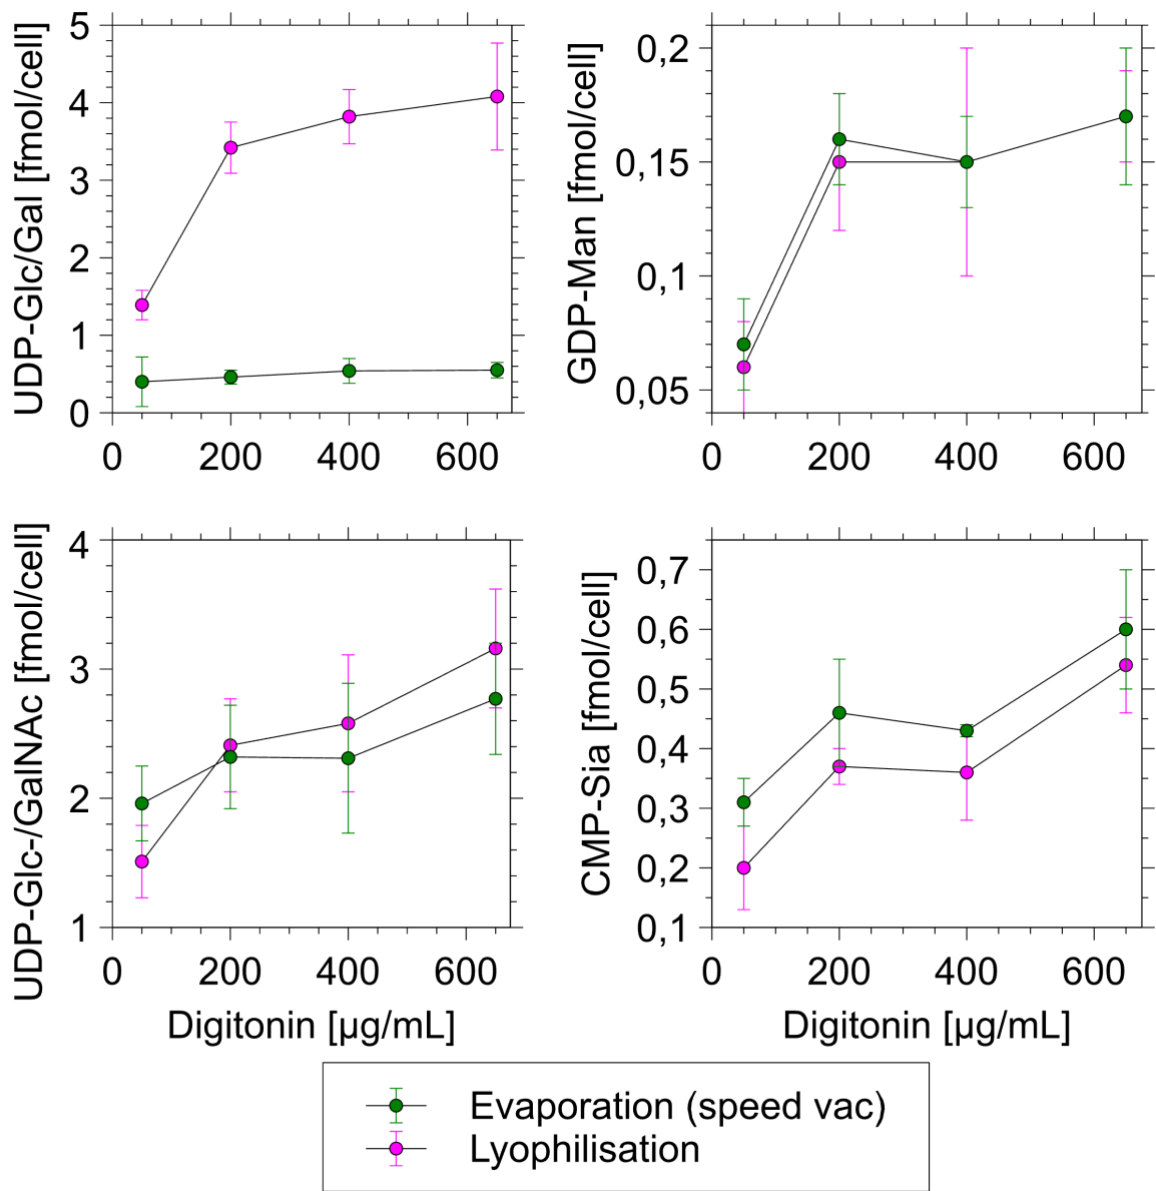 UDP-Glc/Gal [fmol/cell]
5
4
3
2
1
0
0 200 400 600
GDP-Man [fmol/cell]
0,2
0,15
0,1
0,05
0 200 400 600
UDP-Glc-/GalNAc [fmol/cell]
4
3
2
1
0 200 400 600
Digitonin [µg/mL]
CMP-Sia [fmol/cell]
0,7
0,6
0,5
0,4
0,3
0,2
0,1
0 200 400 600
Digitonin [µg/mL]
Evaporation (speed vac)
Lyophilisation